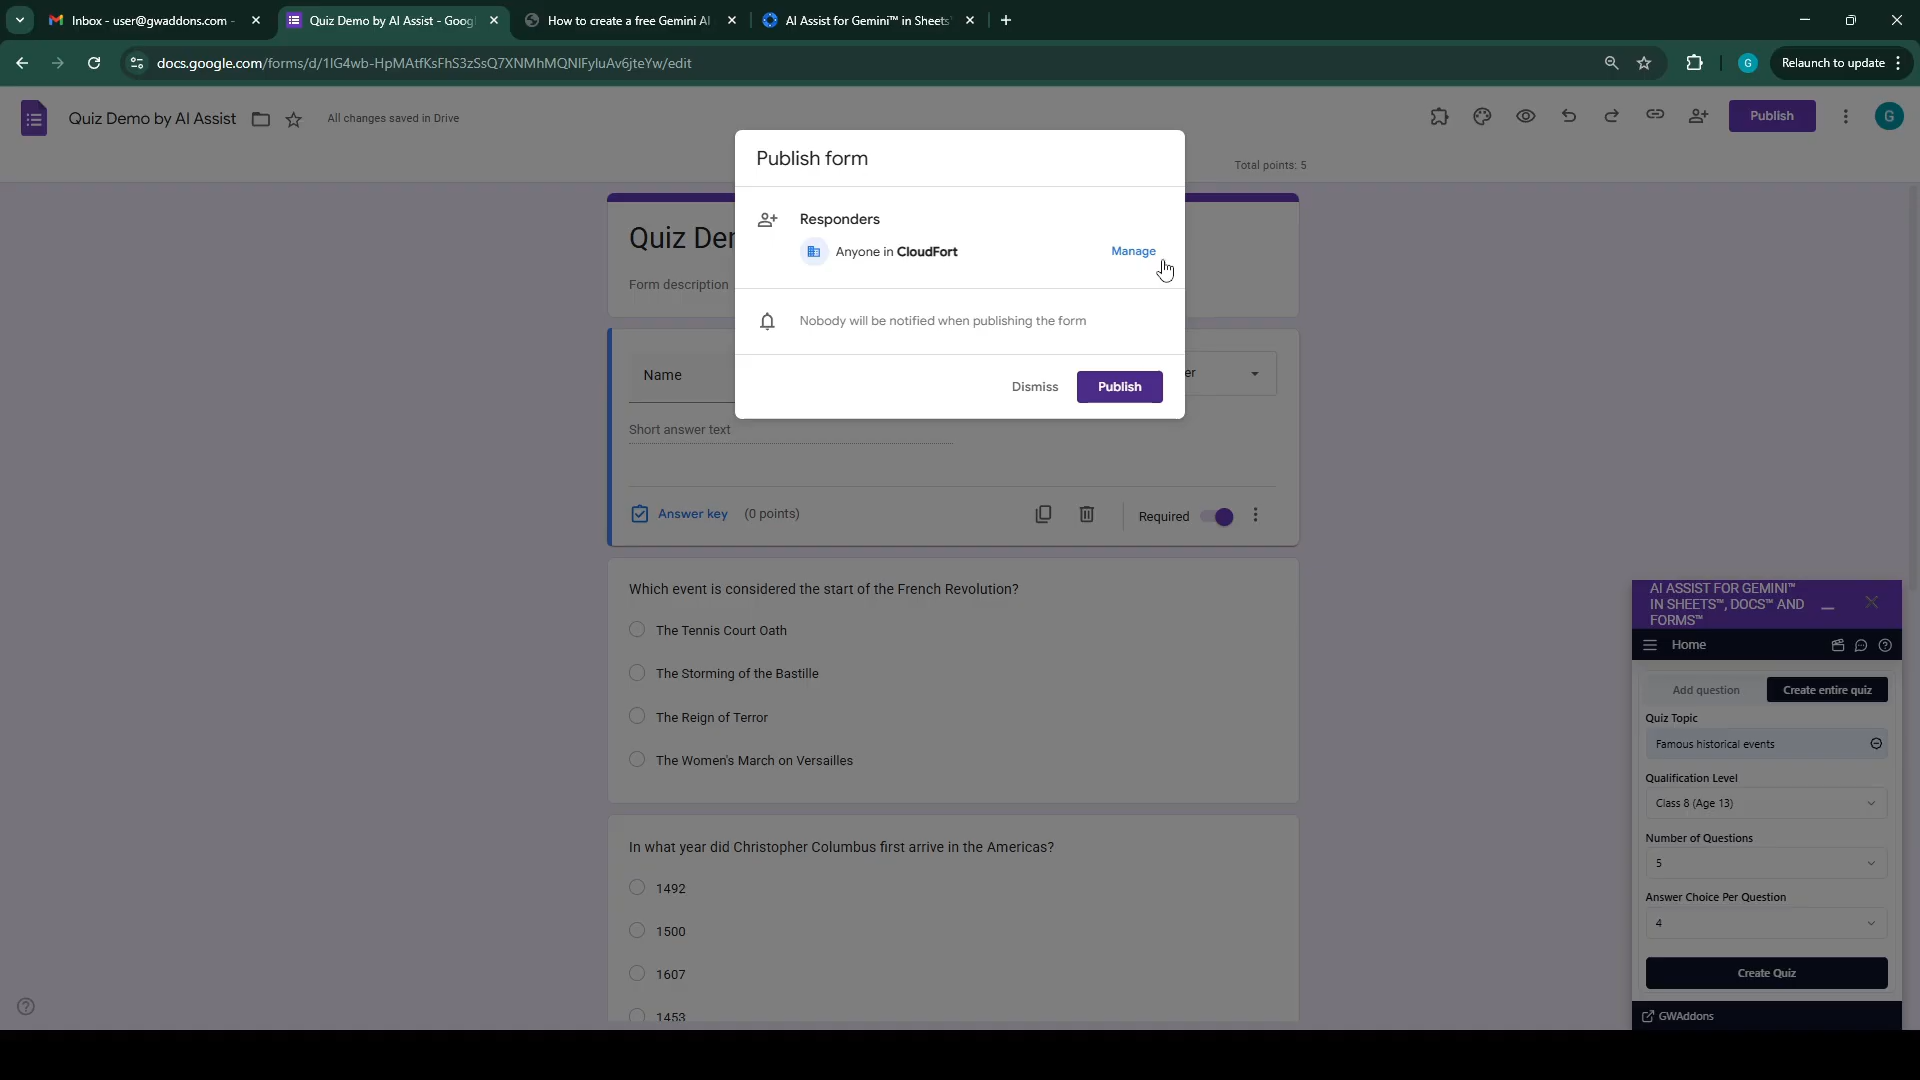 Inbox - user@gwaddons.com -
Quiz Demo by AI Assist - Goog
How to create a free Gemini AI
AI Assist for Gemini™ in Sheets
docs.google.com/forms/d/1IG4wb-HpMAtfKsFhS3zSsQ7XNMhMQNIFyluAv6jteYw/edit
G
Relaunch to update
Quiz Demo by AI Assist
All changes saved in Drive
Publish
G
Total points: 5
Publish form
Responders
Anyone in CloudFort
Manage
Nobody will be notified when publishing the form
Dismiss
Publish
Quiz Der
Form description
Name
er
Short answer text
Answer key
(0 points)
Required
Which event is considered the start of the French Revolution?
The Tennis Court Oath
The Storming of the Bastille
The Reign of Terror
The Women's March on Versailles
In what year did Christopher Columbus first arrive in the Americas?
1492
1500
1607
1453
AI ASSIST FOR GEMINI™
IN SHEETS™, DOCS™ AND
FORMS™
Home
Add question
Create entire quiz
Quiz Topic
Famous historical events
Qualification Level
Class 8 (Age 13)
Number of Questions
5
Answer Choice Per Question
4
Create Quiz
GWAddons